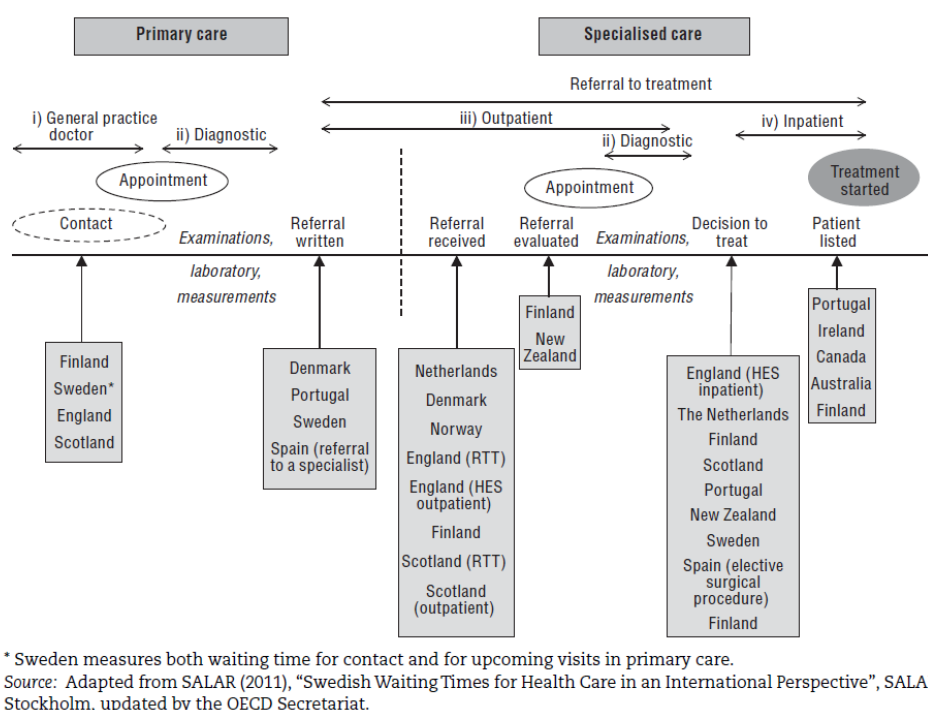 Primary care
Specialised care
Referral to treatment
i) General practice
doctor
ii) Diagnostic
iii) Outpatient
iv) Inpatient
ii) Diagnostic
Appointment
Appointment
Treatment
started
Contact
Examinations,
laboratory,
measurements
Referral
written
Referral
received
Referral
evaluated
Examinations,
laboratory,
measurements
Decision to
treat
Patient
listed
Finland
Sweden*
England
Scotland
Denmark
Portugal
Sweden
Spain (referral
to a specialist)
Netherlands
Denmark
Norway
England (RTT)
England (HES
outpatient)
Finland
Scotland (RTT)
Scotland
(outpatient)
Finland
New
Zealand
England (HES
inpatient)
The Netherlands
Finland
Scotland
Portugal
New Zealand
Sweden
Spain (elective
surgical
procedure)
Finland
Portugal
Ireland
Canada
Australia
Finland
* Sweden measures both waiting time for contact and for upcoming visits in primary care.
Source: Adapted from SALAR (2011), “Swedish Waiting Times for Health Care in an International Perspective”, SALA
Stockholm, updated by the OECD Secretariat.